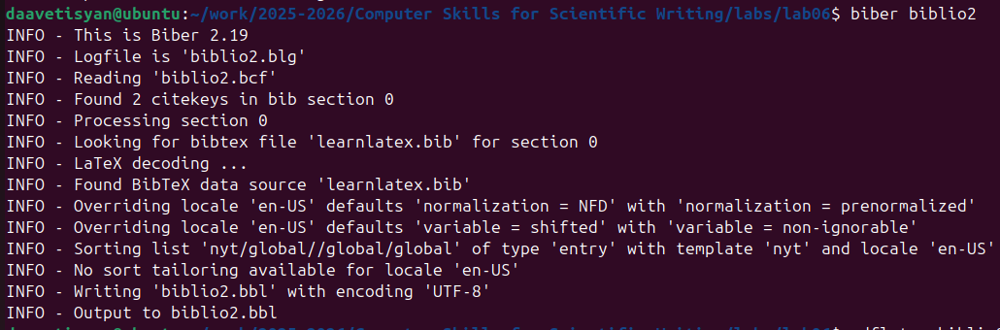 daavetisyan@ubuntu:~/work/2025-2026/Computer Skills for Scientific Writing/labs/lab06$ biber biblio2
INFO - This is Biber 2.19
INFO - Logfile is 'biblio2.blg'
INFO - Reading 'biblio2.bcf'
INFO - Found 2 citekeys in bib section 0
INFO - Processing section 0
INFO - Looking for bibtex file 'learnlatex.bib' for section 0
INFO - LaTeX decoding ...
INFO - Found BibTeX data source 'learnlatex.bib'
INFO - Overriding locale 'en-US' defaults 'normalization = NFD' with 'normalization = prenormalized'
INFO - Overriding locale 'en-US' defaults 'variable = shifted' with 'variable = non-ignorable'
INFO - Sorting list 'nyt/global//global/global' of type 'entry' with template 'nyt' and locale 'en-US'
INFO - No sort tailoring available for locale 'en-US'
INFO - Writing 'biblio2.bbl' with encoding 'UTF-8'
INFO - Output to biblio2.bbl